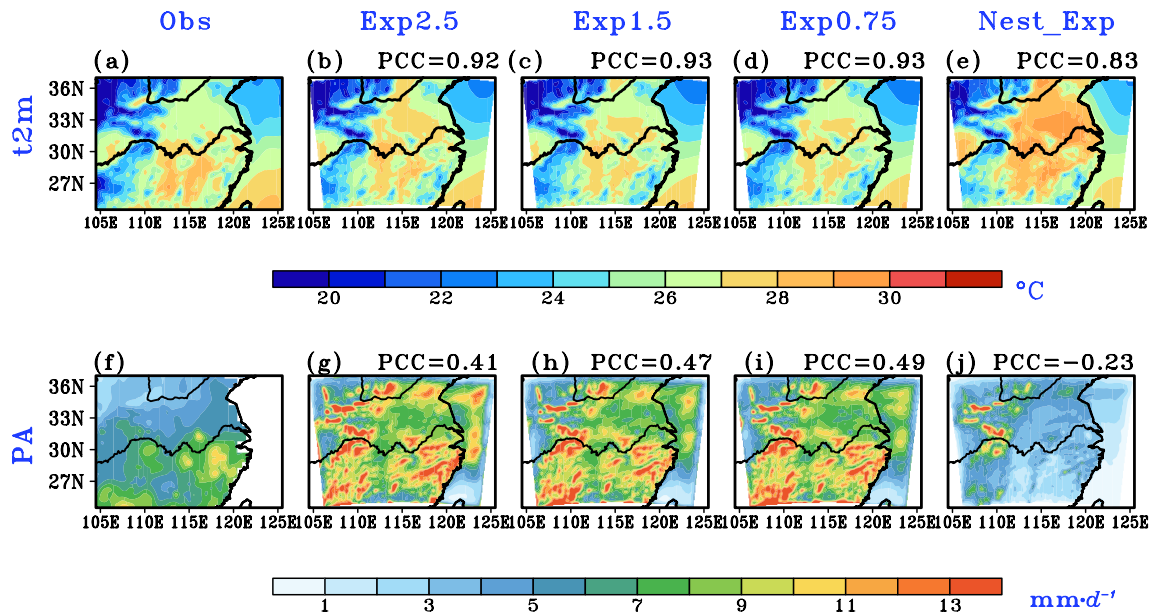 Obs Exp2.5 Exp1.5 Exp0.75 Nest_Exp
(a) (b) PCC=0.92 (c) PCC=0.93 (d) PCC=0.93 (e) PCC=0.83
t2m
36N
33N
30N
27N
105E 110E 115E 120E 125E 105E 110E 115E 120E 125E 105E 110E 115E 120E 125E 105E 110E 115E 120E 125E 105E 110E 115E 120E 125E
20 22 24 26 28 30 °C
(f) (g) PCC=0.41 (h) PCC=0.47 (i) PCC=0.49 (j) PCC=−0.23
PA
36N
33N
30N
27N
105E 110E 115E 120E 125E 105E 110E 115E 120E 125E 105E 110E 115E 120E 125E 105E 110E 115E 120E 125E 105E 110E 115E 120E 125E
1 3 5 7 9 11 13 mm·d⁻¹